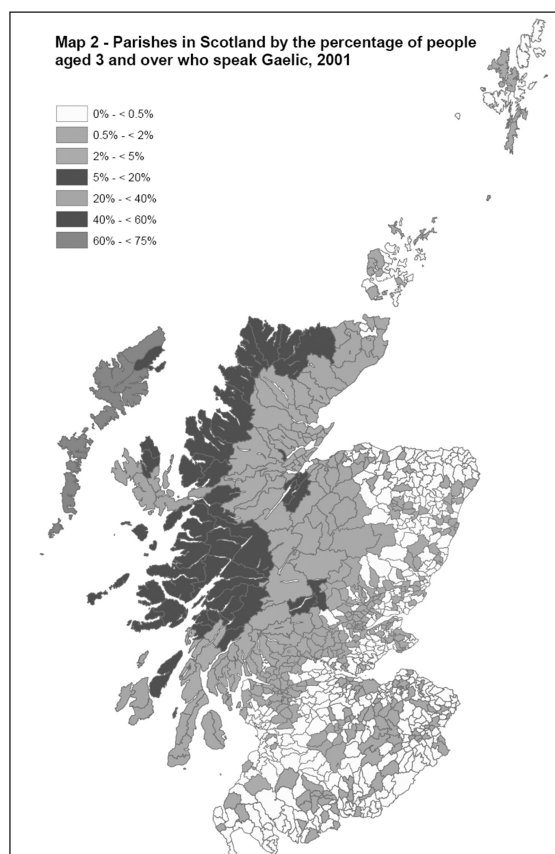 Map 2 - Parishes in Scotland by the percentage of people
aged 3 and over who speak Gaelic, 2001
0% - < 0.5%
0.5% - < 2%
2% - < 5%
5% - < 20%
20% - < 40%
40% - < 60%
60% - < 75%